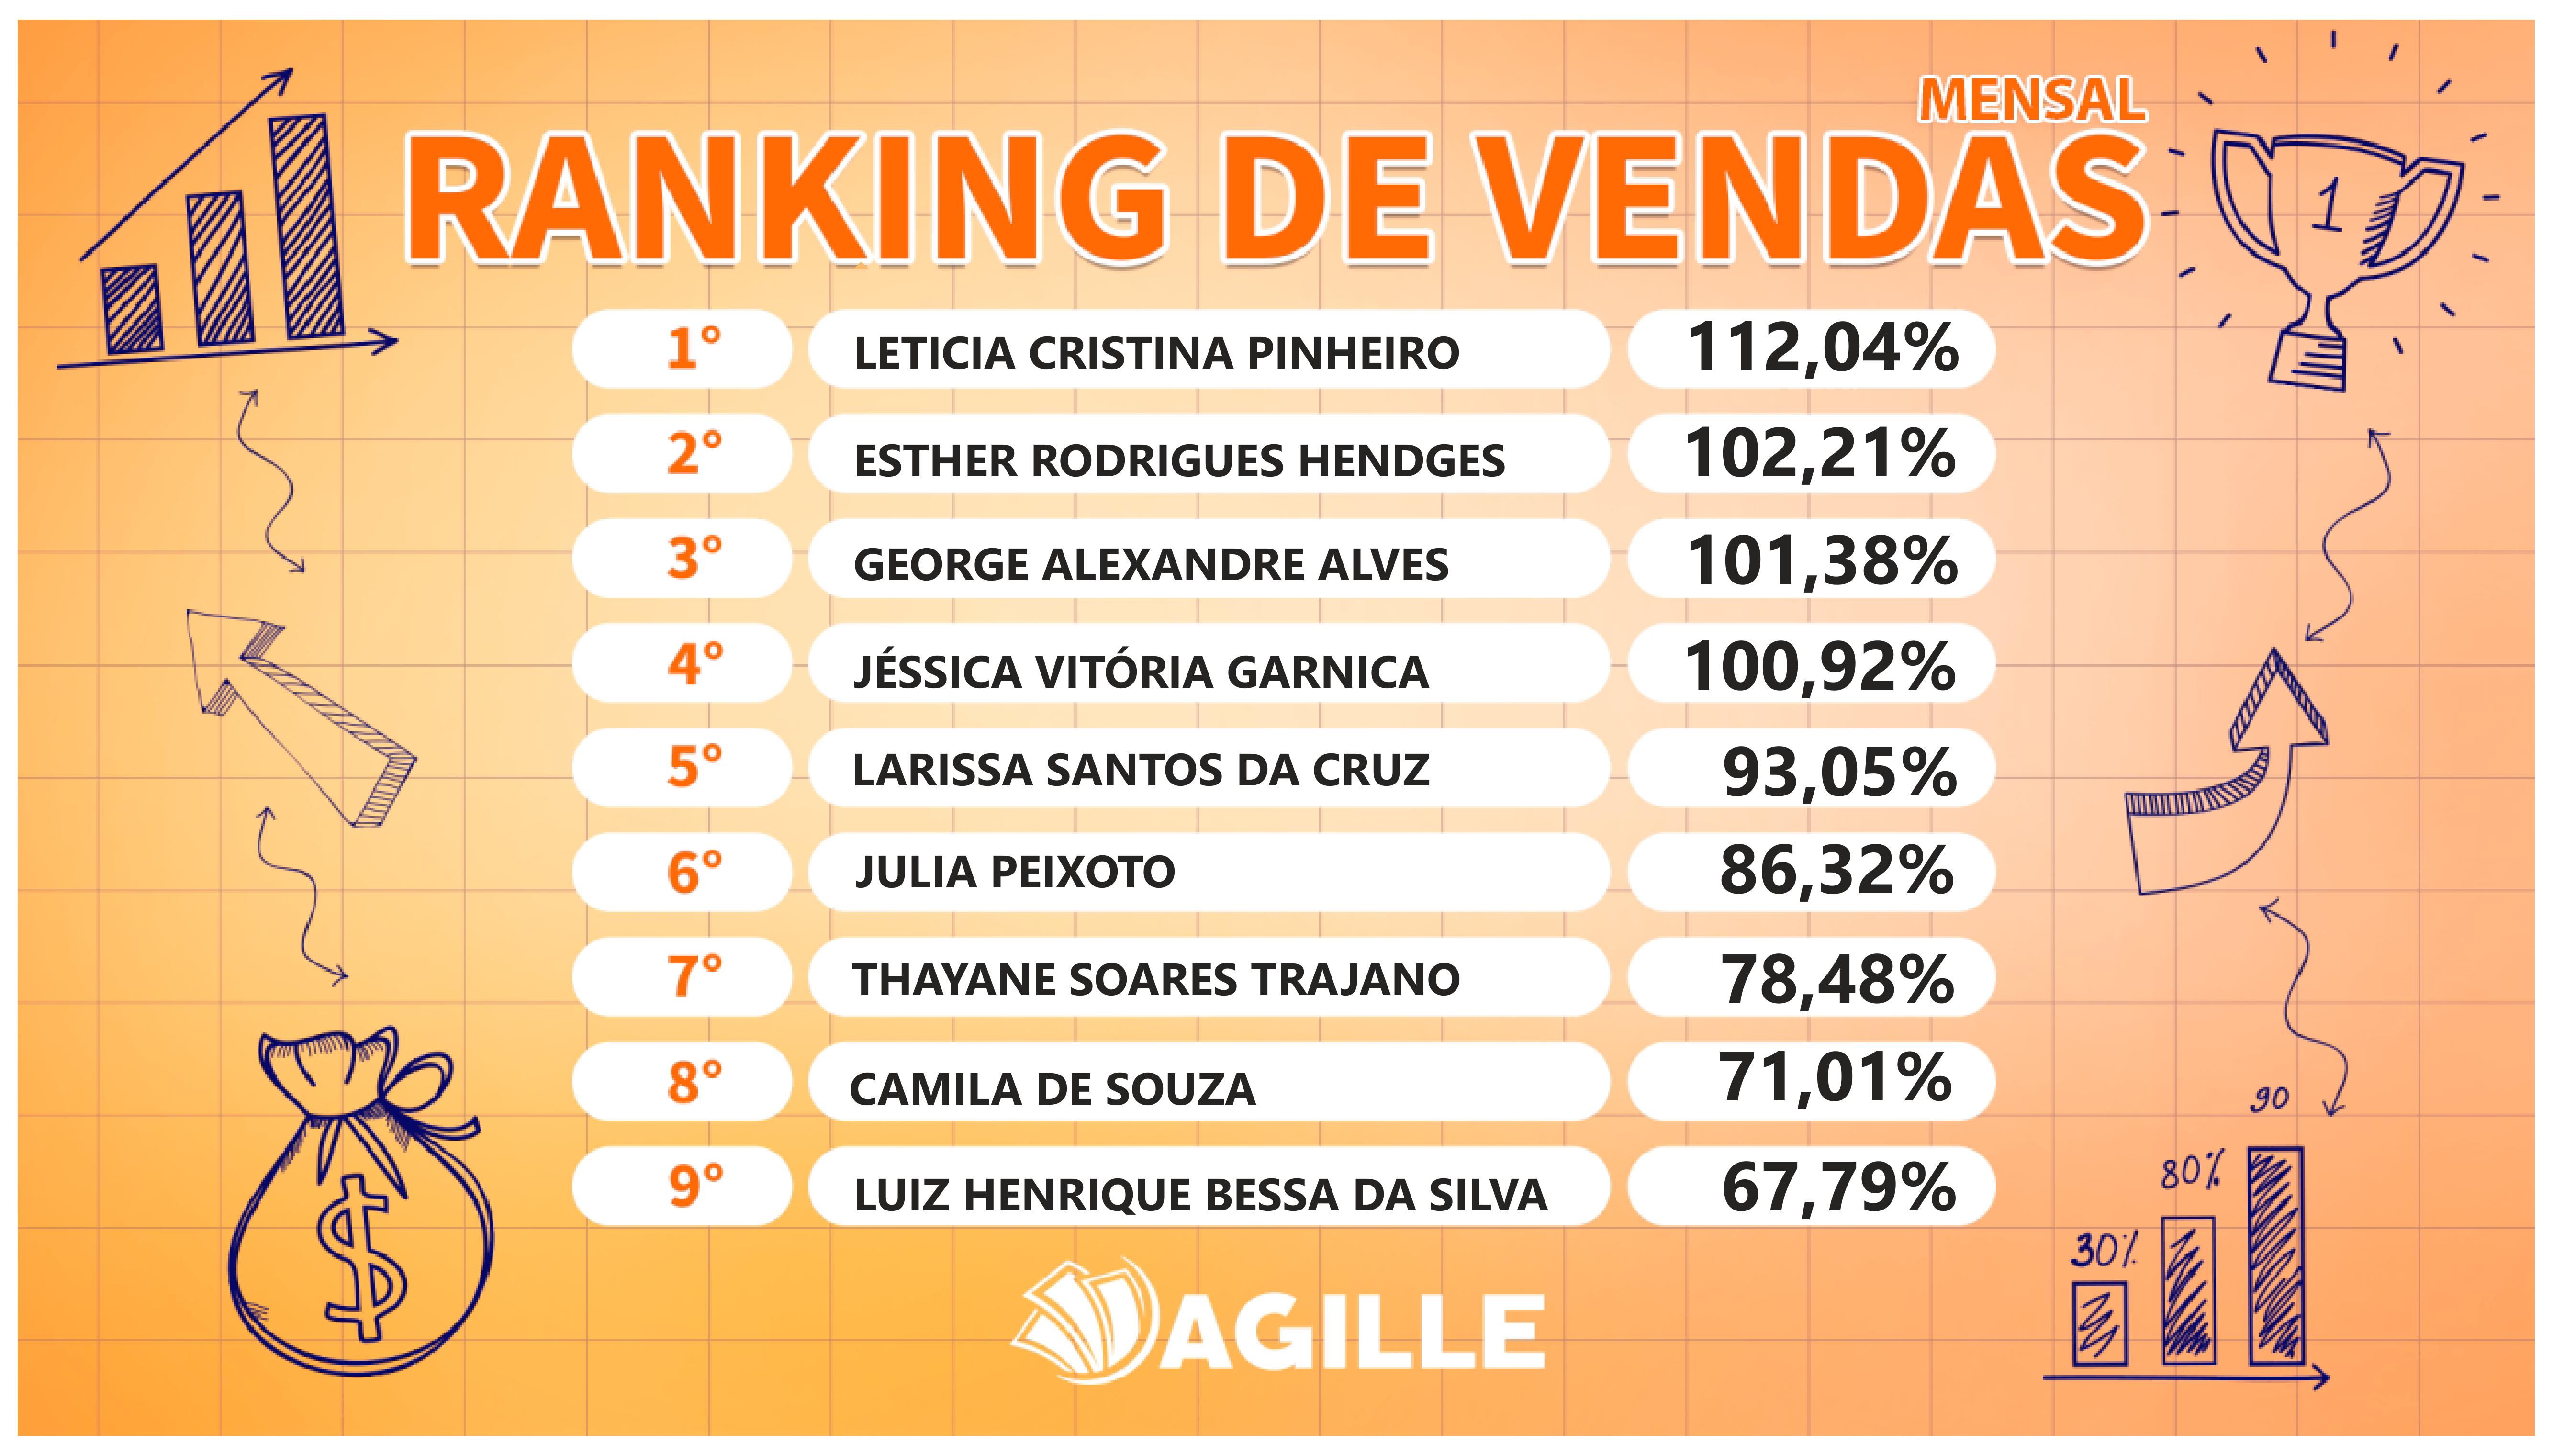 MENSAL
RANKING DE VENDAS
1
1° LETICIA CRISTINA PINHEIRO 112,04%
2° ESTHER RODRIGUES HENDGES 102,21%
3° GEORGE ALEXANDRE ALVES 101,38%
4° JÉSSICA VITÓRIA GARNICA 100,92%
5° LARISSA SANTOS DA CRUZ 93,05%
6° JULIA PEIXOTO 86,32%
7° THAYANE SOARES TRAJANO 78,48%
8° CAMILA DE SOUZA 71,01%
9° LUIZ HENRIQUE BESSA DA SILVA 67,79%
$
90
80%
30%
AGILLE